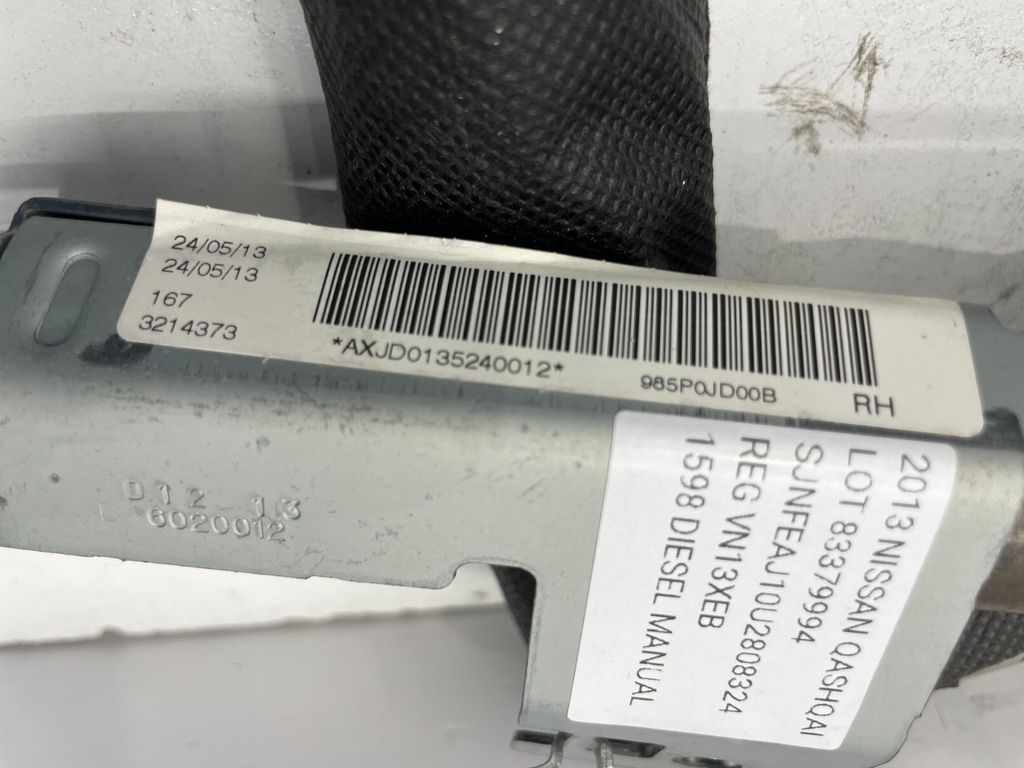 24/05/13
24/05/13
167
3214373
*AXJD0135240012*
985P0JD00B
RH
D12 13
6020012
2013 NISSAN QASHQAI
LOT 83379994
SJNFEAJ10U2808324
REG VN13XEB
1598 DIESEL MANUAL